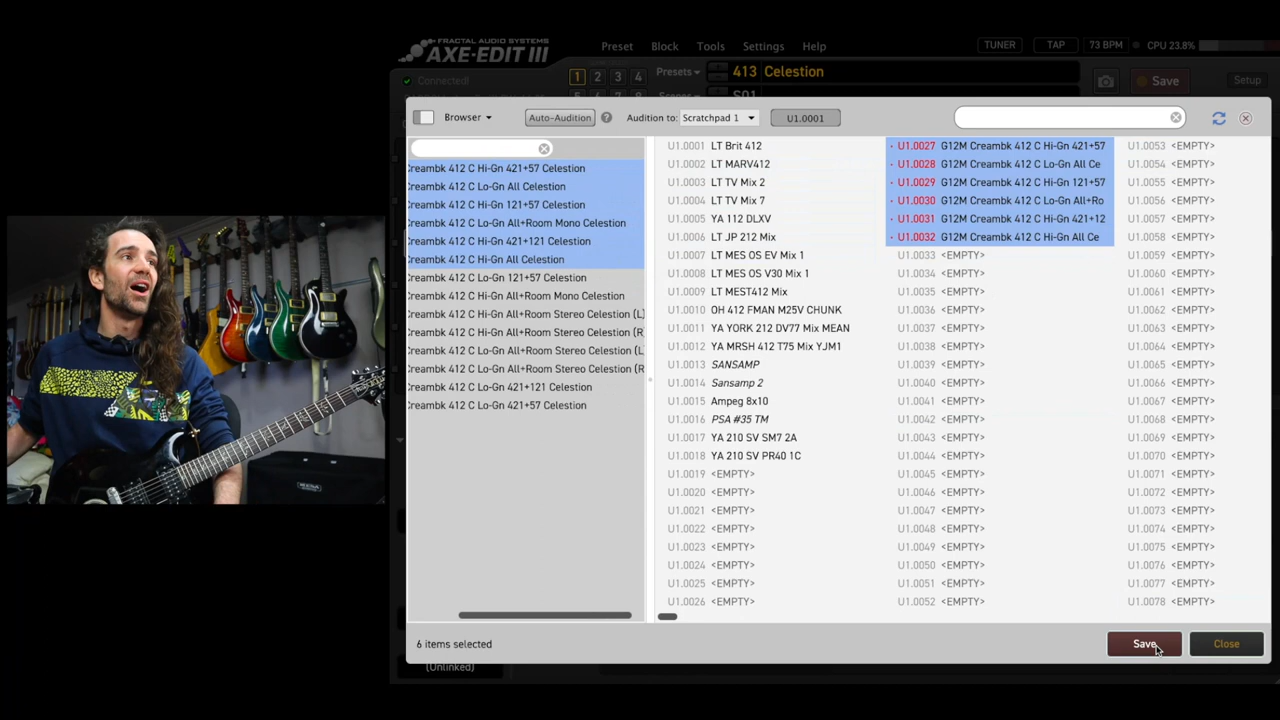 FRACTAL AUDIO SYSTEMS
AXE-EDIT III
Preset Block Tools Settings Help
TUNER TAP 73 BPM CPU 23.8%
Connected!
1 2 3 4
Presets 413 Celestion
Save Setup
S01
Browser Auto-Audition ? Audition to: Scratchpad 1 U1.0001
Creambk 412 C Hi-Gn 421+57 Celestion
Creambk 412 C Lo-Gn All Celestion
Creambk 412 C Hi-Gn 121+57 Celestion
Creambk 412 C Lo-Gn All+Room Mono Celestion
Creambk 412 C Hi-Gn 421+121 Celestion
Creambk 412 C Hi-Gn All Celestion
Creambk 412 C Lo-Gn 121+57 Celestion
Creambk 412 C Hi-Gn All+Room Mono Celestion
Creambk 412 C Hi-Gn All+Room Stereo Celestion (L
Creambk 412 C Hi-Gn All+Room Stereo Celestion (R
Creambk 412 C Lo-Gn All+Room Stereo Celestion (L
Creambk 412 C Lo-Gn All+Room Stereo Celestion (R
Creambk 412 C Lo-Gn 421+121 Celestion
Creambk 412 C Lo-Gn 421+57 Celestion
U1.0001 LT Brit 412
U1.0002 LT MARV412
U1.0003 LT TV Mix 2
U1.0004 LT TV Mix 7
U1.0005 YA 112 DLXV
U1.0006 LT JP 212 Mix
U1.0007 LT MES OS EV Mix 1
U1.0008 LT MES OS V30 Mix 1
U1.0009 LT MEST412 Mix
U1.0010 OH 412 FMAN M25V CHUNK
U1.0011 YA YORK 212 DV77 Mix MEAN
U1.0012 YA MRSH 412 T75 Mix YJM1
U1.0013 SANSAMP
U1.0014 Sansamp 2
U1.0015 Ampeg 8x10
U1.0016 PSA #35 TM
U1.0017 YA 210 SV SM7 2A
U1.0018 YA 210 SV PR40 1C
U1.0019 <EMPTY>
U1.0020 <EMPTY>
U1.0021 <EMPTY>
U1.0022 <EMPTY>
U1.0023 <EMPTY>
U1.0024 <EMPTY>
U1.0025 <EMPTY>
U1.0026 <EMPTY>
U1.0027 G12M Creambk 412 C Hi-Gn 421+57
U1.0028 G12M Creambk 412 C Lo-Gn All Ce
U1.0029 G12M Creambk 412 C Hi-Gn 121+57
U1.0030 G12M Creambk 412 C Lo-Gn All+Ro
U1.0031 G12M Creambk 412 C Hi-Gn 421+12
U1.0032 G12M Creambk 412 C Hi-Gn All Ce
U1.0033 <EMPTY>
U1.0034 <EMPTY>
U1.0035 <EMPTY>
U1.0036 <EMPTY>
U1.0037 <EMPTY>
U1.0038 <EMPTY>
U1.0039 <EMPTY>
U1.0040 <EMPTY>
U1.0041 <EMPTY>
U1.0042 <EMPTY>
U1.0043 <EMPTY>
U1.0044 <EMPTY>
U1.0045 <EMPTY>
U1.0046 <EMPTY>
U1.0047 <EMPTY>
U1.0048 <EMPTY>
U1.0049 <EMPTY>
U1.0050 <EMPTY>
U1.0051 <EMPTY>
U1.0052 <EMPTY>
U1.0053 <EMPTY>
U1.0054 <EMPTY>
U1.0055 <EMPTY>
U1.0056 <EMPTY>
U1.0057 <EMPTY>
U1.0058 <EMPTY>
U1.0059 <EMPTY>
U1.0060 <EMPTY>
U1.0061 <EMPTY>
U1.0062 <EMPTY>
U1.0063 <EMPTY>
U1.0064 <EMPTY>
U1.0065 <EMPTY>
U1.0066 <EMPTY>
U1.0067 <EMPTY>
U1.0068 <EMPTY>
U1.0069 <EMPTY>
U1.0070 <EMPTY>
U1.0071 <EMPTY>
U1.0072 <EMPTY>
U1.0073 <EMPTY>
U1.0074 <EMPTY>
U1.0075 <EMPTY>
U1.0076 <EMPTY>
U1.0077 <EMPTY>
U1.0078 <EMPTY>
6 items selected
Save Close
(Unlinked)